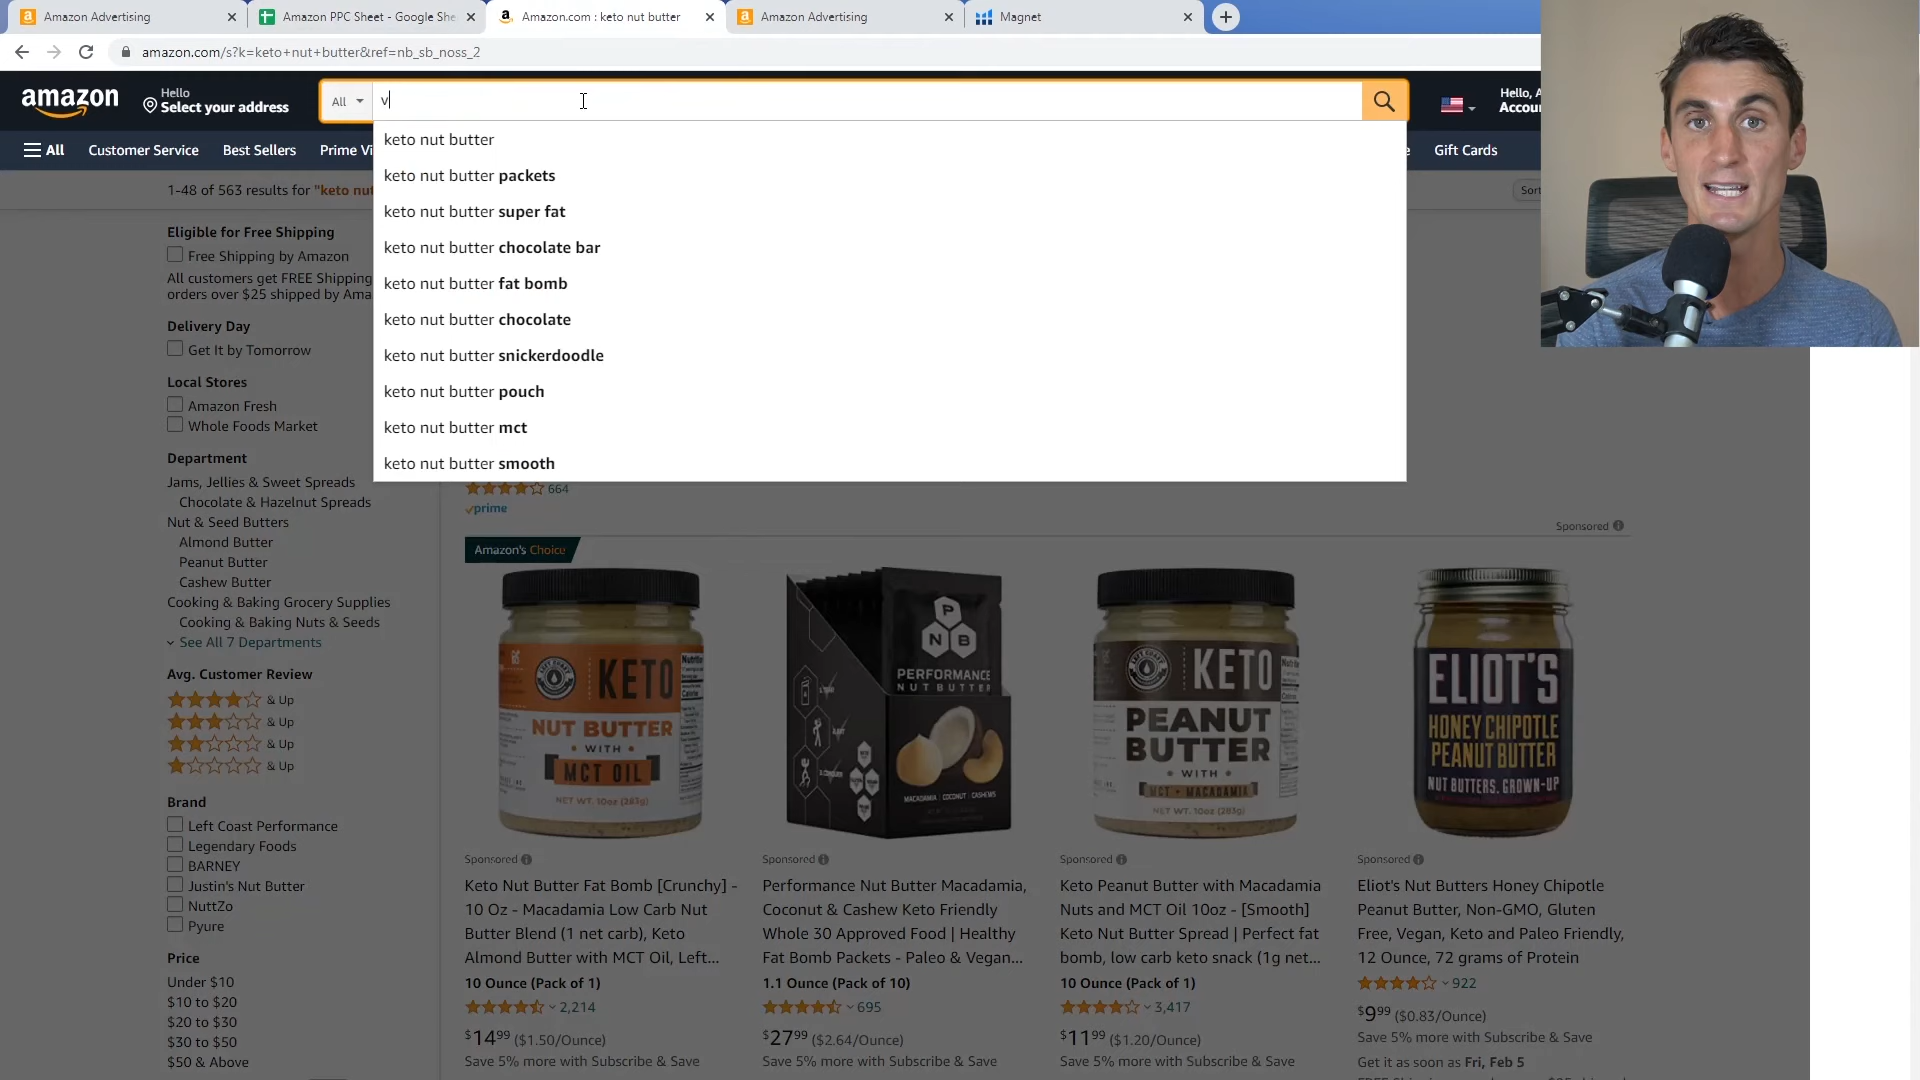 Amazon Advertising
Amazon PPC Sheet - Google She
Amazon.com : keto nut butter
Amazon Advertising
Magnet
amazon.com/s?k=keto+nut+butter&ref=nb_sb_noss_2
amazon
Hello
Select your address
All
v
Hello, A
Accou
All
Customer Service
Best Sellers
Prime Vi
Gift Cards
1-48 of 563 results for "keto nut
Sort
keto nut butter
keto nut butter packets
keto nut butter super fat
keto nut butter chocolate bar
keto nut butter fat bomb
keto nut butter chocolate
keto nut butter snickerdoodle
keto nut butter pouch
keto nut butter mct
keto nut butter smooth
Eligible for Free Shipping
Free Shipping by Amazon
All customers get FREE Shipping
orders over $25 shipped by Ama
Delivery Day
Get It by Tomorrow
Local Stores
Amazon Fresh
Whole Foods Market
Department
Jams, Jellies & Sweet Spreads
Chocolate & Hazelnut Spreads
Nut & Seed Butters
Almond Butter
Peanut Butter
Cashew Butter
Cooking & Baking Grocery Supplies
Cooking & Baking Nuts & Seeds
See All 7 Departments
Avg. Customer Review
& Up
& Up
& Up
& Up
Brand
Left Coast Performance
Legendary Foods
BARNEY
Justin's Nut Butter
NuttZo
Pyure
Price
Under $10
$10 to $20
$20 to $30
$30 to $50
$50 & Above
664
prime
Sponsored
Amazon's Choice
KETO
NUT BUTTER
• WITH •
MCT OIL
NET WT. 10oz (283g)
PNB
PERFORMANCE
NUT BUTTER
MACADAMIA | COCONUT | CASHEWS
KETO
PEANUT
BUTTER
• WITH •
MCT • MACADAMIA
NET WT. 10oz (283g)
ELIOT'S
HONEY CHIPOTLE
PEANUT BUTTER
NUT BUTTERS. GROWN-UP
Sponsored
Keto Nut Butter Fat Bomb [Crunchy] -
10 Oz - Macadamia Low Carb Nut
Butter Blend (1 net carb), Keto
Almond Butter with MCT Oil, Left...
10 Ounce (Pack of 1)
2,214
$14 99 ($1.50/Ounce)
Save 5% more with Subscribe & Save
Sponsored
Performance Nut Butter Macadamia,
Coconut & Cashew Keto Friendly
Whole 30 Approved Food | Healthy
Fat Bomb Packets - Paleo & Vegan...
1.1 Ounce (Pack of 10)
695
$27 99 ($2.64/Ounce)
Save 5% more with Subscribe & Save
Sponsored
Keto Peanut Butter with Macadamia
Nuts and MCT Oil 10oz - [Smooth]
Keto Nut Butter Spread | Perfect fat
bomb, low carb keto snack (1g net...
10 Ounce (Pack of 1)
3,417
$11 99 ($1.20/Ounce)
Save 5% more with Subscribe & Save
Sponsored
Eliot's Nut Butters Honey Chipotle
Peanut Butter, Non-GMO, Gluten
Free, Vegan, Keto and Paleo Friendly,
12 Ounce, 72 grams of Protein
922
$9 99 ($0.83/Ounce)
Save 5% more with Subscribe & Save
Get it as soon as Fri, Feb 5